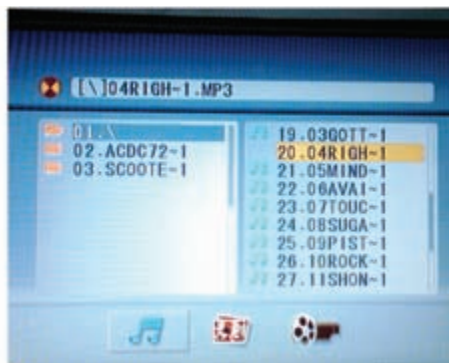 [\]04RIGH~1.MP3
01.\
02.ACDC72~1
03.SCOOTE~1
19.03GOTT~1
20.04RIGH~1
21.05MIND~1
22.06AVAI~1
23.07TOUC~1
24.08SUGA~1
25.09PIST~1
26.10ROCK~1
27.11SHON~1